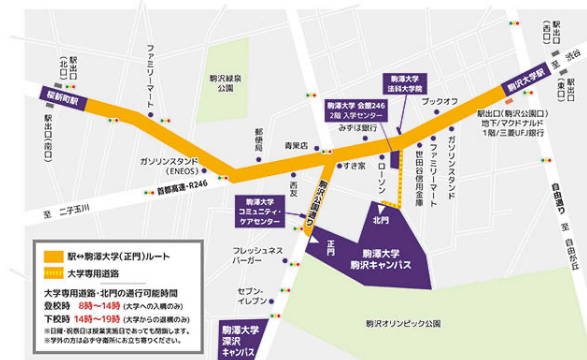 駅出口
(北口)
桜新町駅
駅出口(南口)
ファミリーマート
駒沢緑泉
公園
駒澤大学 会館246
2階 入学センター
みずほ銀行
駒澤大学
法科大学院
ブックオフ
駒沢大学駅
駅出口
(西口)
至 渋谷
(東口)
駅出口(駒沢公園口)
地下/マクドナルド
1階/三菱UFJ銀行
郵便局
青果店
ガソリンスタンド
(ENEOS)
首都高速・R246
至 二子玉川
西友
すき家
ローソン
世田谷信用金庫
ファミリーマート
ガソリンスタンド
自由通り
至 自由が丘
駒沢公園通り
駒澤大学
コミュニティ・
ケアセンター
北門
正門
駒澤大学
駒沢キャンパス
フレッシュネス
バーガー
セブン-
イレブン
駒澤大学
深沢
キャンパス
駒沢オリンピック公園
駅⇔駒澤大学(正門)ルート
大学専用道路
大学専用道路・北門の通行可能時間
登校時 8時〜14時 (大学への入構のみ)
下校時 14時〜19時 (大学からの退構のみ)
※日曜・祝祭日は授業実施日であっても閉鎖します。
※学外の方は必ず守衛所にお立ち寄りください。